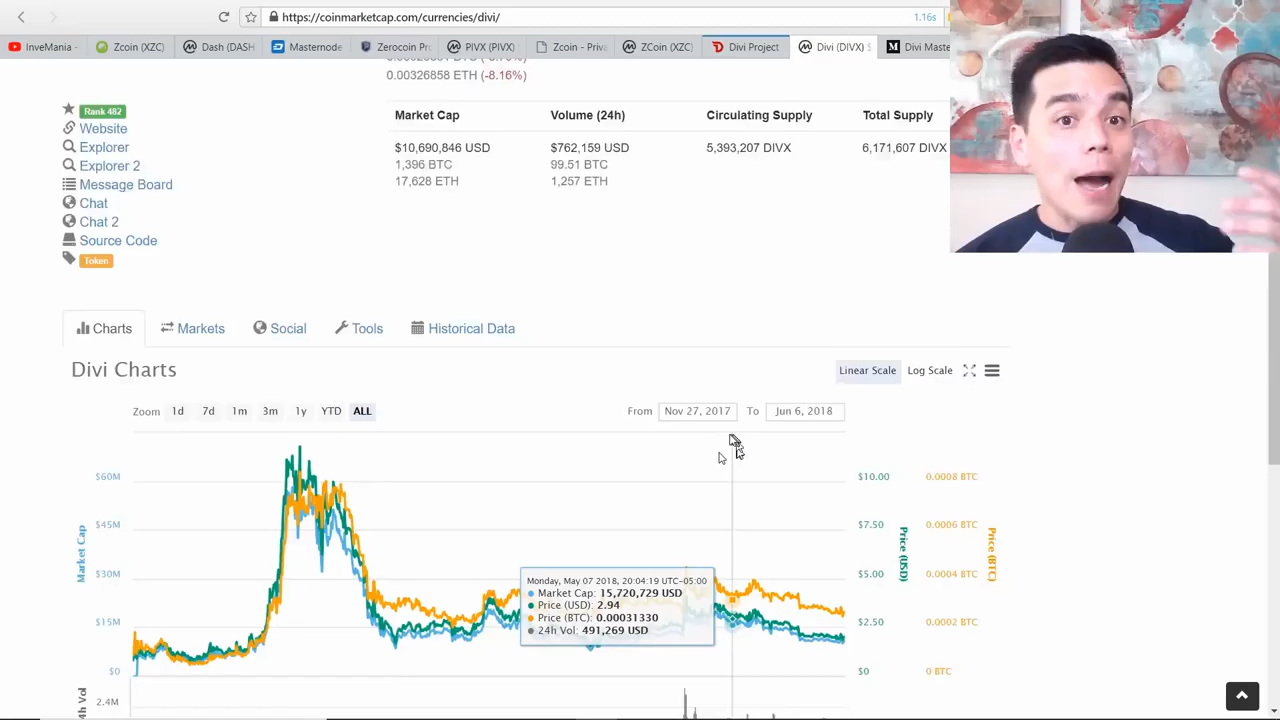 https://coinmarketcap.com/currencies/divi/
1.16s
InveMania -
Zcoin (XZC)
Dash (DASH
Masternod
Zerocoin Pr
PIVX (PIVX)
Zcoin - Priv
ZCoin (XZC)
Divi Project
Divi (DIVX) $
Divi Mast
0.00326858 ETH (-8.16%)
Rank 482
Website
Explorer
Explorer 2
Message Board
Chat
Chat 2
Source Code
Token
Market Cap Volume (24h) Circulating Supply Total Supply
$10,690,846 USD $762,159 USD 5,393,207 DIVX 6,171,607 DIVX
1,396 BTC 99.51 BTC
17,628 ETH 1,257 ETH
Charts Markets Social Tools Historical Data
Divi Charts
Linear Scale Log Scale
Zoom 1d 7d 1m 3m 1y YTD ALL
From Nov 27, 2017 To Jun 6, 2018
$60M $10.00 0.0008 BTC
$45M $7.50 0.0006 BTC
$30M $5.00 0.0004 BTC
$15M $2.50 0.0002 BTC
$0 $0 0 BTC
Market Cap
Price (USD)
Price (BTC)
Monday, May 07 2018, 20:04:19 UTC-05:00
Market Cap: 15,720,729 USD
Price (USD): 2.94
Price (BTC): 0.00031330
24h Vol: 491,269 USD
4h Vol
2.4M